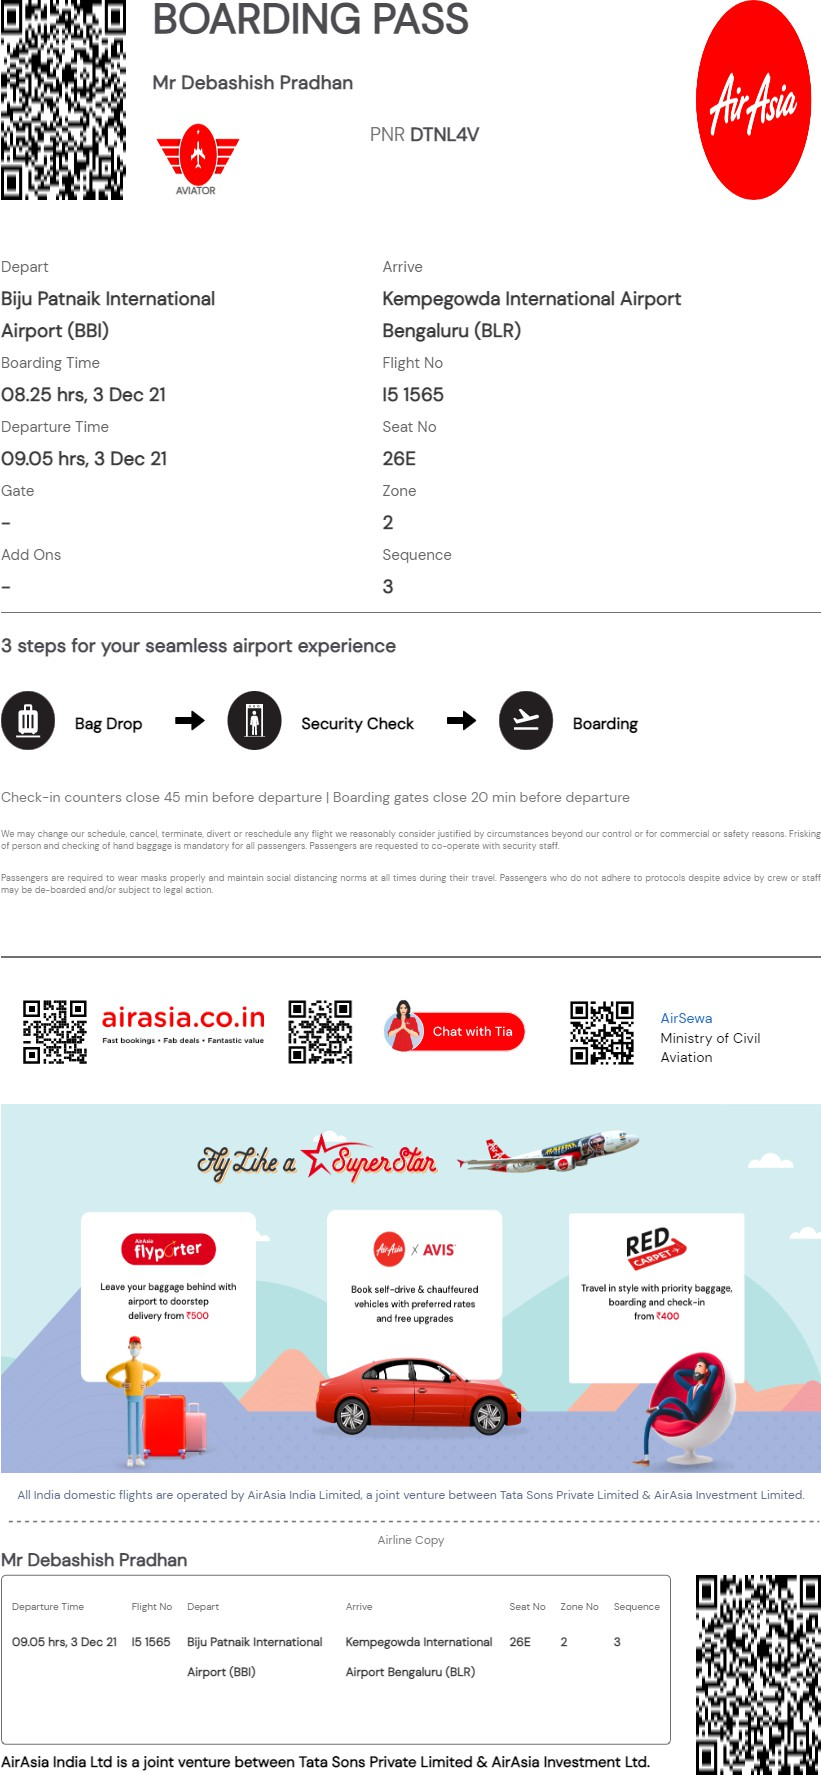 BOARDING PASS
Mr Debashish Pradhan
AirAsia
PNR DTNL4V
AVIATOR
Depart
Arrive
Biju Patnaik International
Airport (BBI)
Kempegowda International Airport
Bengaluru (BLR)
Boarding Time
Flight No
08.25 hrs, 3 Dec 21
I5 1565
Departure Time
Seat No
09.05 hrs, 3 Dec 21
26E
Gate
Zone
-
2
Add Ons
Sequence
-
3
3 steps for your seamless airport experience
Bag Drop
Security Check
Boarding
Check-in counters close 45 min before departure | Boarding gates close 20 min before departure
We may change our schedule, cancel, terminate, divert or reschedule any flight we reasonably consider justified by circumstances beyond our control or for commercial or safety reasons. Frisking
of person and checking of hand baggage is mandatory for all passengers. Passengers are requested to co-operate with security staff.
Passengers are required to wear masks properly and maintain social distancing norms at all times during their travel. Passengers who do not adhere to protocols despite advice by crew or staff
may be de-boarded and/or subject to legal action.
airasia.co.in
Fast bookings • Fab deals • Fantastic value
Chat with Tia
AirSewa
Ministry of Civil
Aviation
Fly Like a SuperStar
AirAsia
flyporter
Leave your baggage behind with
airport to doorstep
delivery from ₹500
AirAsia X AVIS
Book self-drive & chauffeured
vehicles with preferred rates
and free upgrades
RED
CARPET
Travel in style with priority baggage,
boarding and check-in
from ₹400
All India domestic flights are operated by AirAsia India Limited, a joint venture between Tata Sons Private Limited & AirAsia Investment Limited.
Airline Copy
Mr Debashish Pradhan
Departure Time Flight No Depart Arrive Seat No Zone No Sequence
09.05 hrs, 3 Dec 21 I5 1565 Biju Patnaik International Kempegowda International 26E 2 3
Airport (BBI) Airport Bengaluru (BLR)
AirAsia India Ltd is a joint venture between Tata Sons Private Limited & AirAsia Investment Ltd.